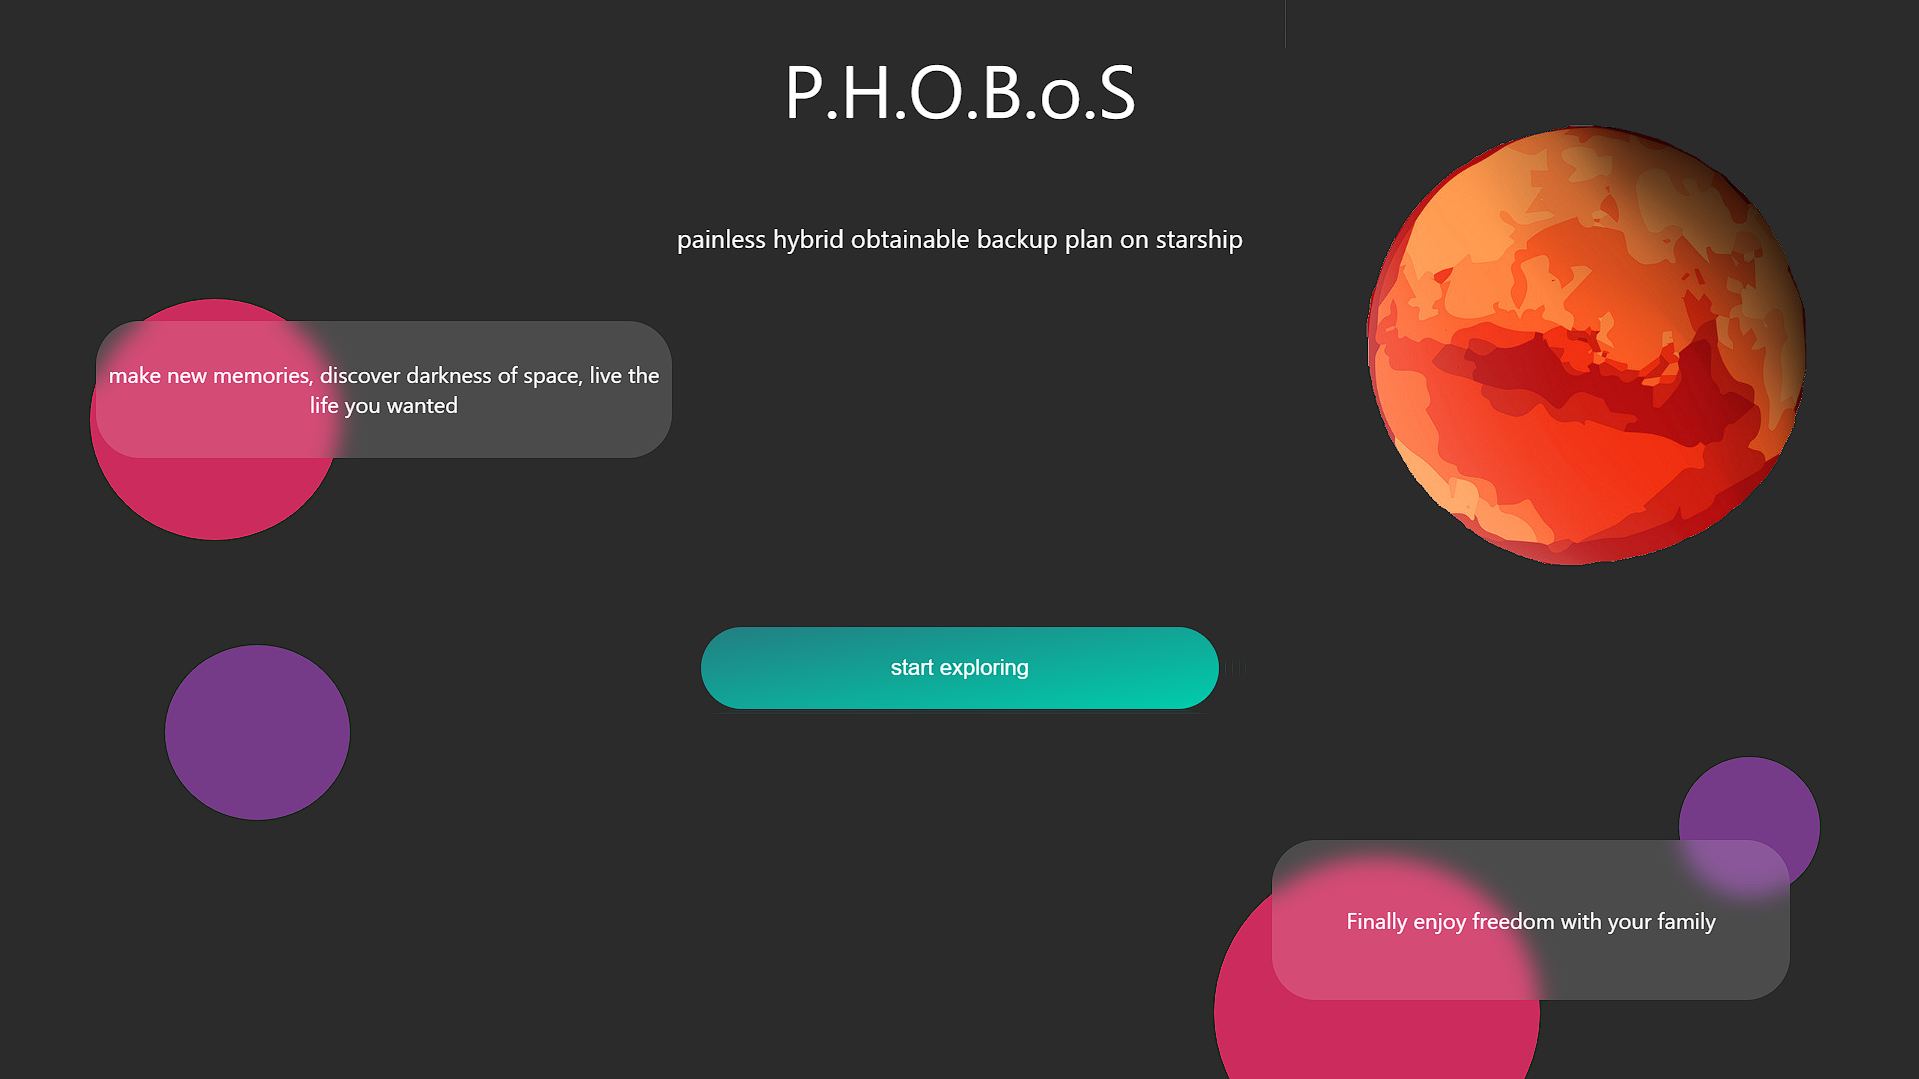 P.H.O.B.o.S
painless hybrid obtainable backup plan on starship
make new memories, discover darkness of space, live the
life you wanted
start exploring
Finally enjoy freedom with your family